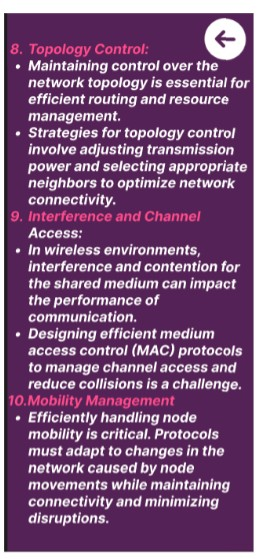 8. Topology Control:
• Maintaining control over the
network topology is essential for
efficient routing and resource
management.
• Strategies for topology control
involve adjusting transmission
power and selecting appropriate
neighbors to optimize network
connectivity.
9. Interference and Channel
Access:
• In wireless environments,
interference and contention for
the shared medium can impact
the performance of
communication.
• Designing efficient medium
access control (MAC) protocols
to manage channel access and
reduce collisions is a challenge.
10.Mobility Management
• Efficiently handling node
mobility is critical. Protocols
must adapt to changes in the
network caused by node
movements while maintaining
connectivity and minimizing
disruptions.